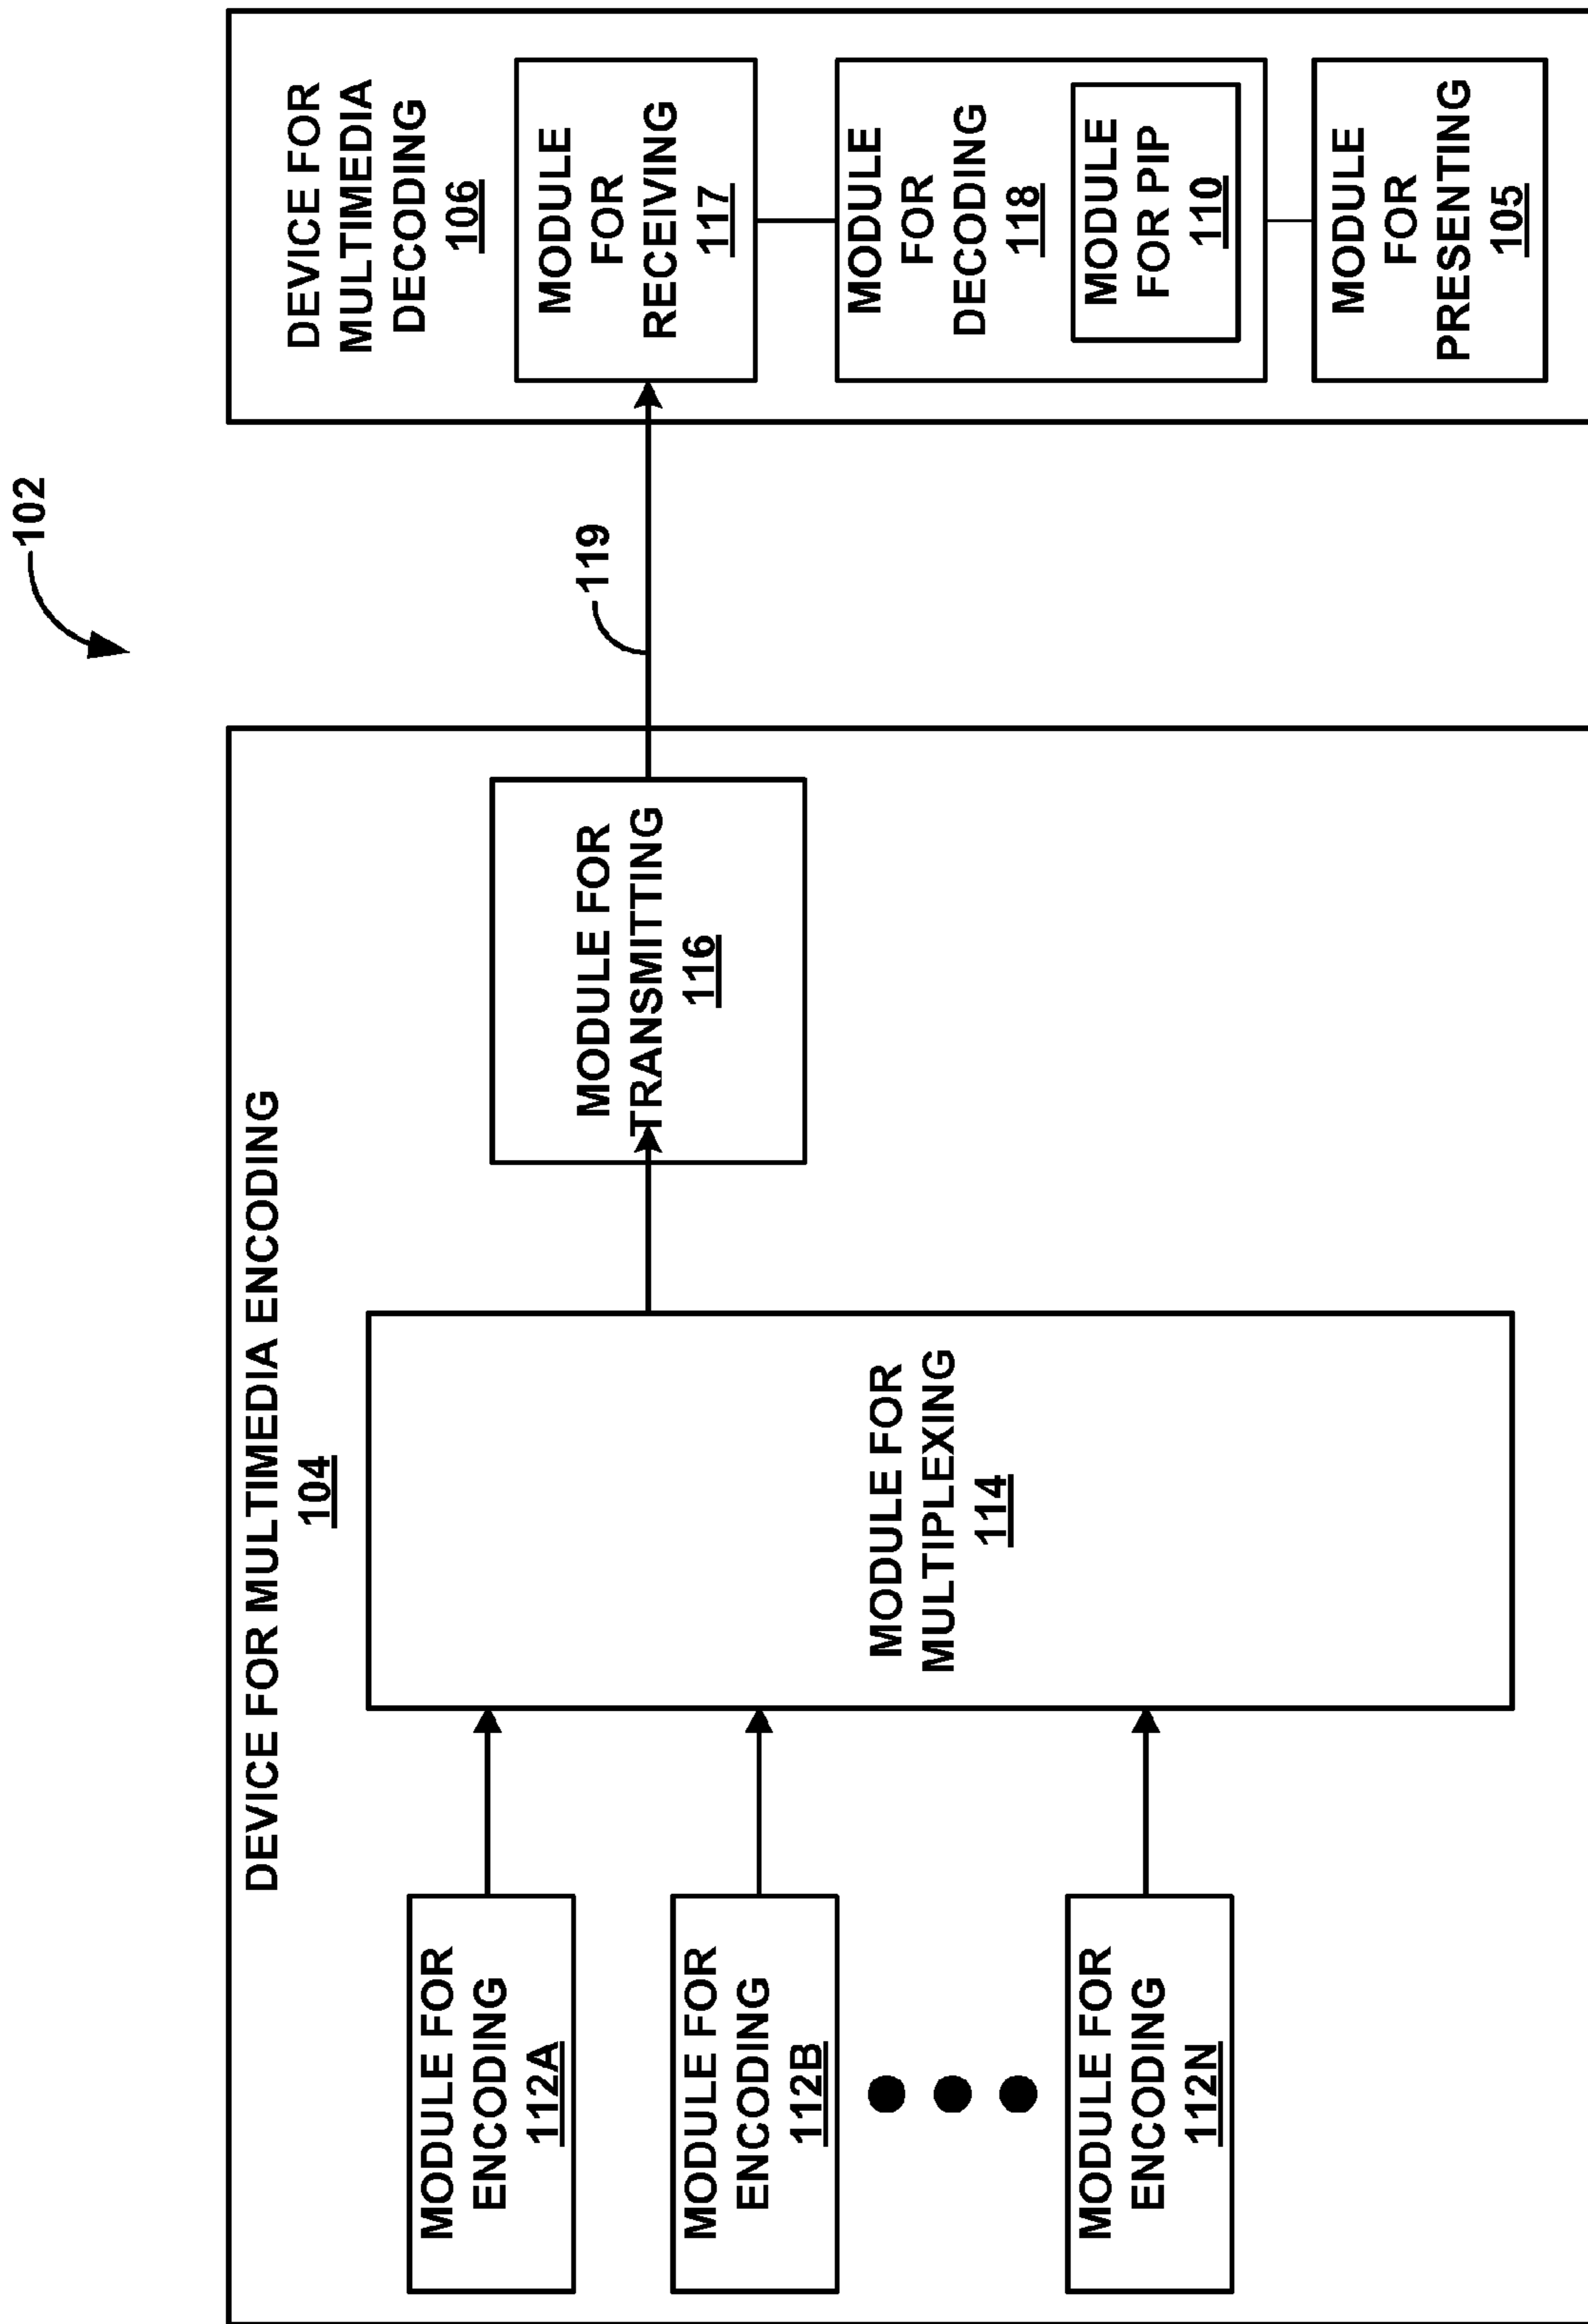 102
DEVICE FOR MULTIMEDIA ENCODING
104
MODULE FOR
ENCODING
112A
MODULE FOR
ENCODING
112B
MODULE FOR
ENCODING
112N
MODULE FOR
MULTIPLEXING
114
MODULE FOR
TRANSMITTING
116
119
DEVICE FOR
MULTIMEDIA
DECODING
106
MODULE
FOR
RECEIVING
117
MODULE
FOR
DECODING
118
MODULE
FOR PIP
110
MODULE
FOR
PRESENTING
105